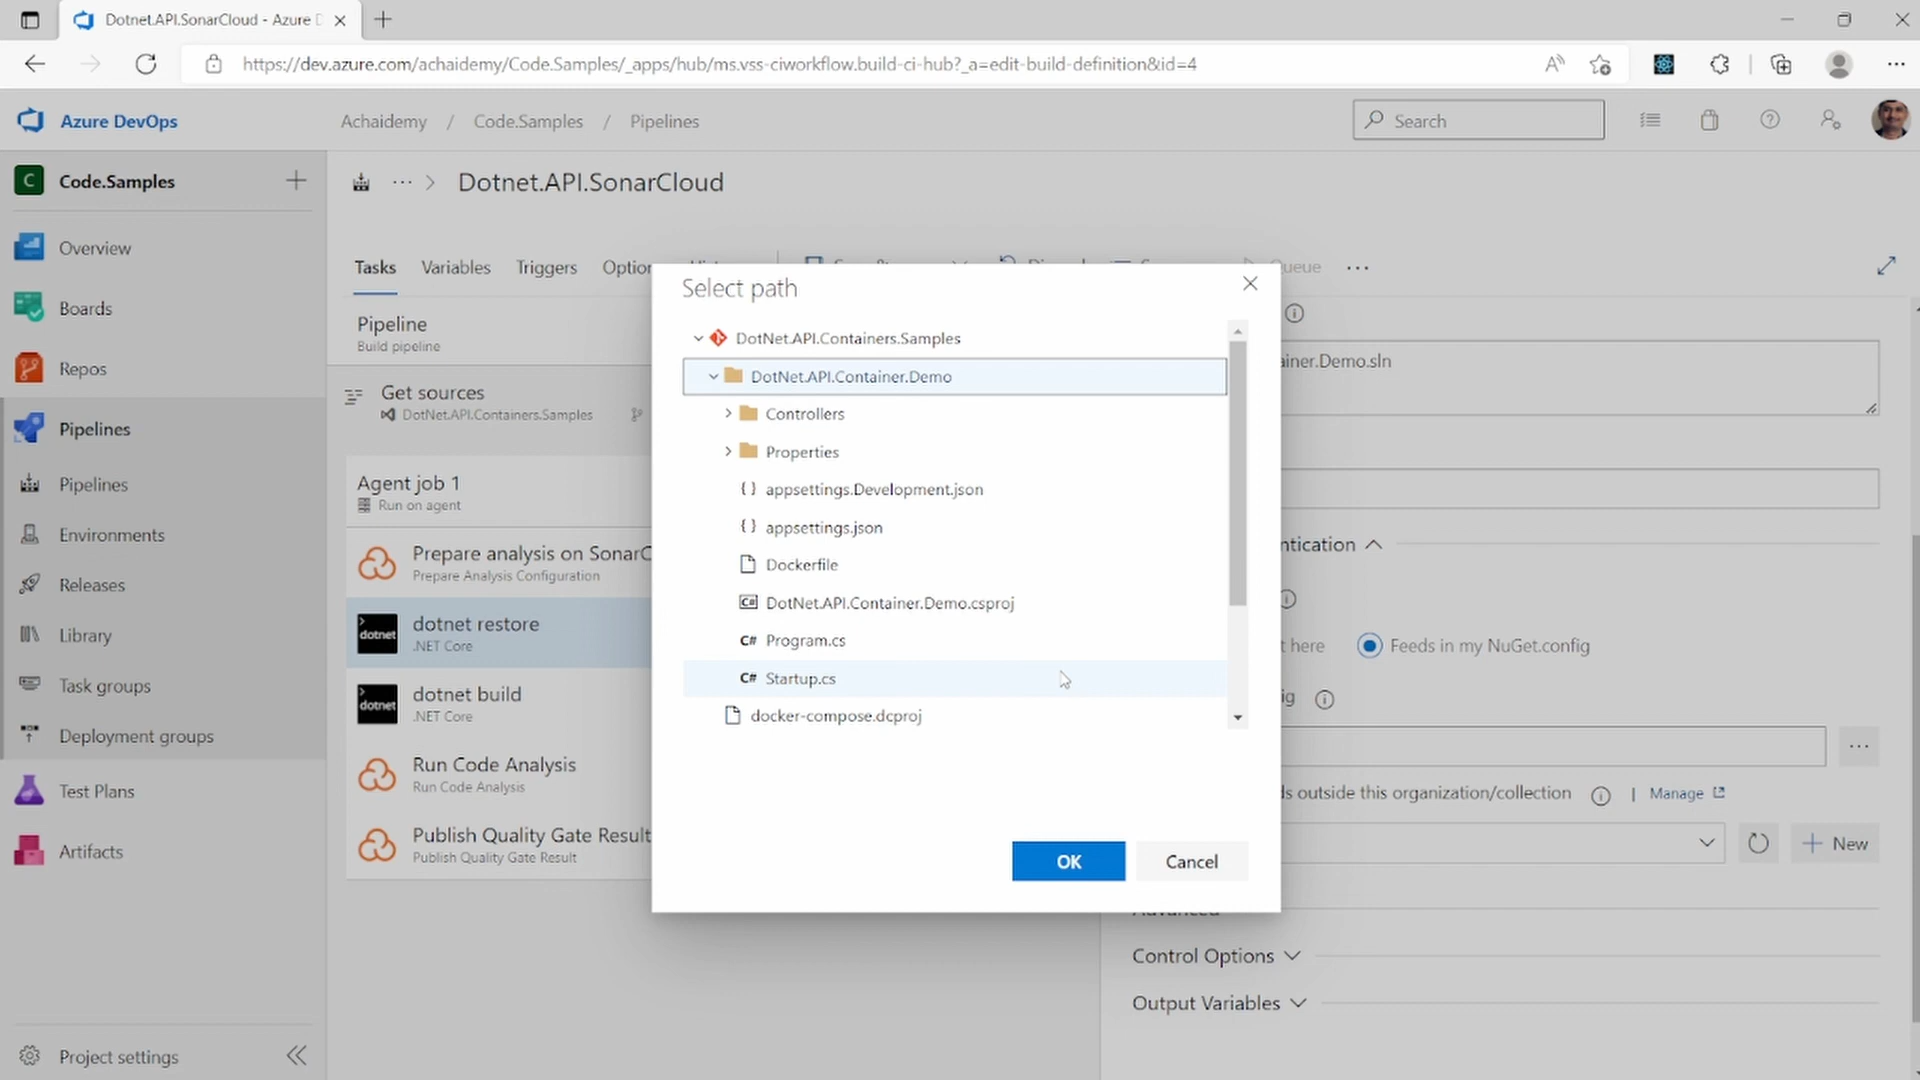 Dotnet.API.SonarCloud - Azure D
https://dev.azure.com/achaidemy/Code.Samples/_apps/hub/ms.vss-ciworkflow.build-ci-hub?_a=edit-build-definition&id=4
Azure DevOps
Achaidemy / Code.Samples / Pipelines
Search
C
Code.Samples
Overview
Boards
Repos
Pipelines
Pipelines
Environments
Releases
Library
Task groups
Deployment groups
Test Plans
Artifacts
Project settings
Dotnet.API.SonarCloud
Tasks Variables Triggers Option
Queue
Pipeline
Build pipeline
Get sources
DotNet.API.Containers.Samples
Agent job 1
Run on agent
Prepare analysis on SonarC
Prepare Analysis Configuration
dotnet
dotnet restore
.NET Core
dotnet
dotnet build
.NET Core
Run Code Analysis
Run Code Analysis
Publish Quality Gate Result
Publish Quality Gate Result
Select path
DotNet.API.Containers.Samples
DotNet.API.Container.Demo
Controllers
Properties
{ } appsettings.Development.json
{ } appsettings.json
Dockerfile
C# DotNet.API.Container.Demo.csproj
C# Program.cs
C# Startup.cs
docker-compose.dcproj
OK
Cancel
ainer.Demo.sln
ntication
t here
Feeds in my NuGet.config
ig
ds outside this organization/collection
| Manage
New
Control Options
Output Variables